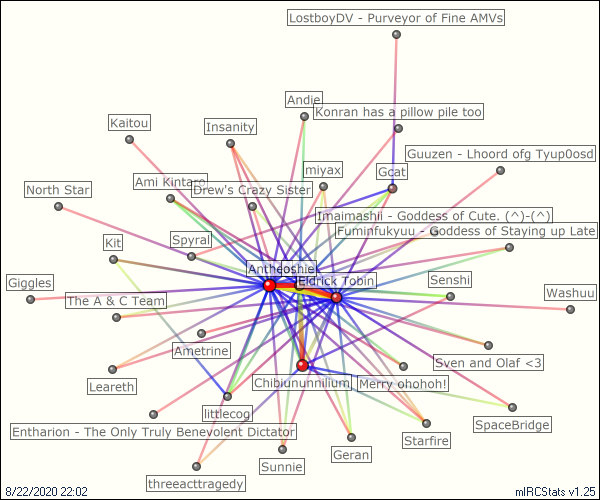 LostboyDV - Purveyor of Fine AMVs
Andie
Konran has a pillow pile too
Kaitou
Insanity
Guuzen - Lhoord ofg Tyup0osd
miyax
Gcat
Ami Kintaro
Drew's Crazy Sister
North Star
Imaimashii - Goddess of Cute. (^)-(^)
Fuminfukyuu - Goddess of Staying up Late
Kit
Spyral
Antheoshie
Eldrick Tobin
Giggles
The A & C Team
Senshi
Washuu
Ametrine
Sven and Olaf <3
Leareth
Chibiununnilium
Merry ohohoh!
littlecog
SpaceBridge
Entharion - The Only Truly Benevolent Dictator
Starfire
Geran
Sunnie
threeacttragedy
8/22/2020 22:02
mIRCStats v1.25